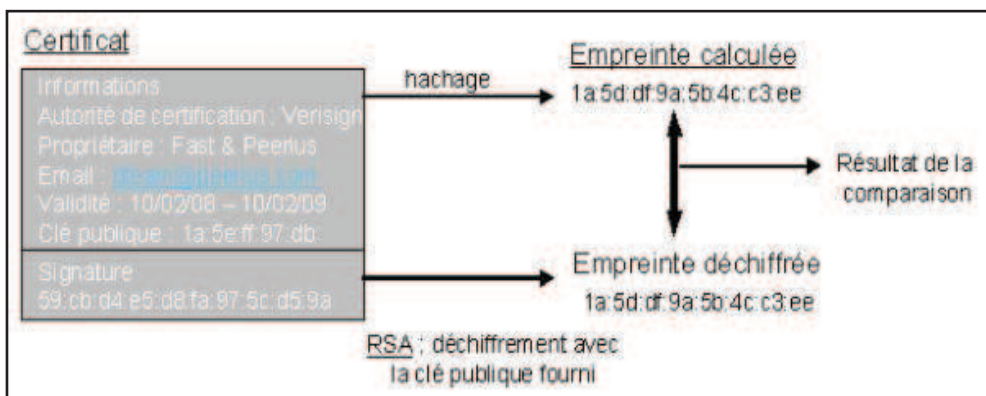 Certificat
Informations
Autorité de certification : Verisign
Propriétaire : Fast & Peerius
Email :
Validité : 10/02/08 – 10/02/09
Clé publique : 1a:5e:ff:97:db:
Signature
59:cb:d4:e5:d8:fa:97:5c:d5:9a
hachage
Empreinte calculée
1a:5d:df:9a:5b:4c:c3:ee
Résultat de la
comparaison
Empreinte déchiffrée
1a:5d:df:9a:5b:4c:c3:ee
RSA : déchiffrement avec
la clé publique fourni